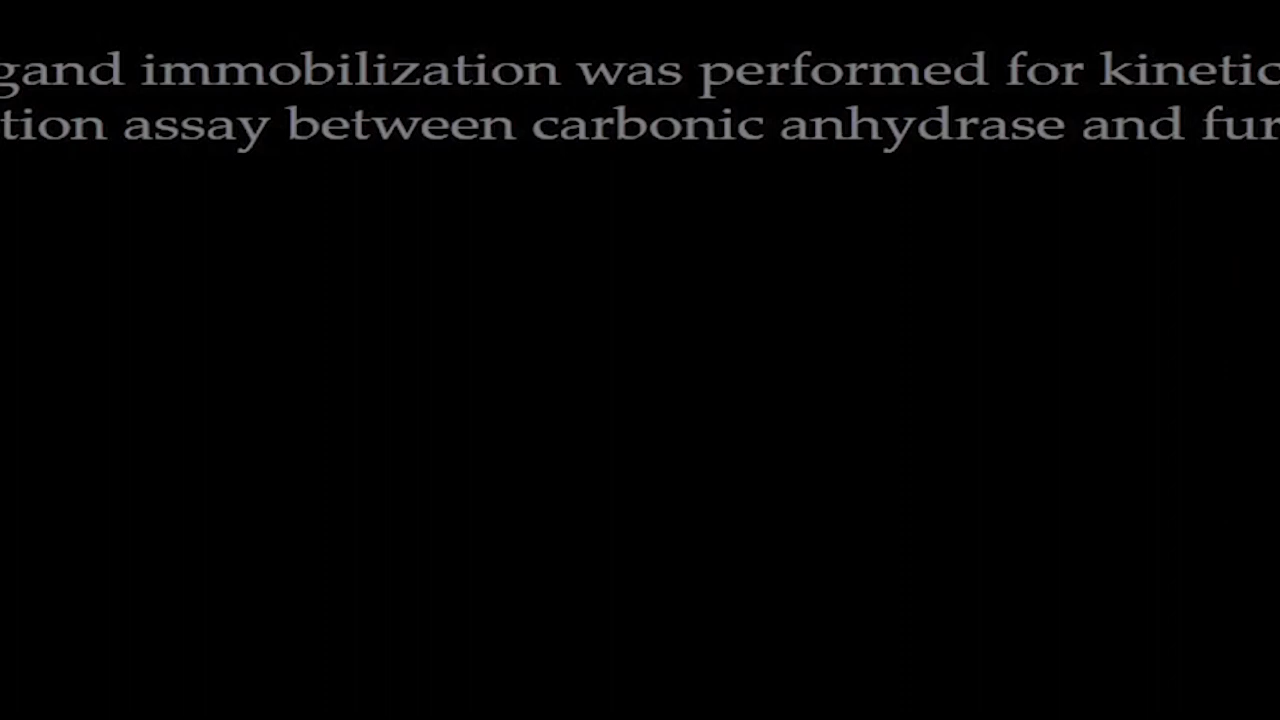 gand immobilization was performed for kinetic
tion assay between carbonic anhydrase and fur